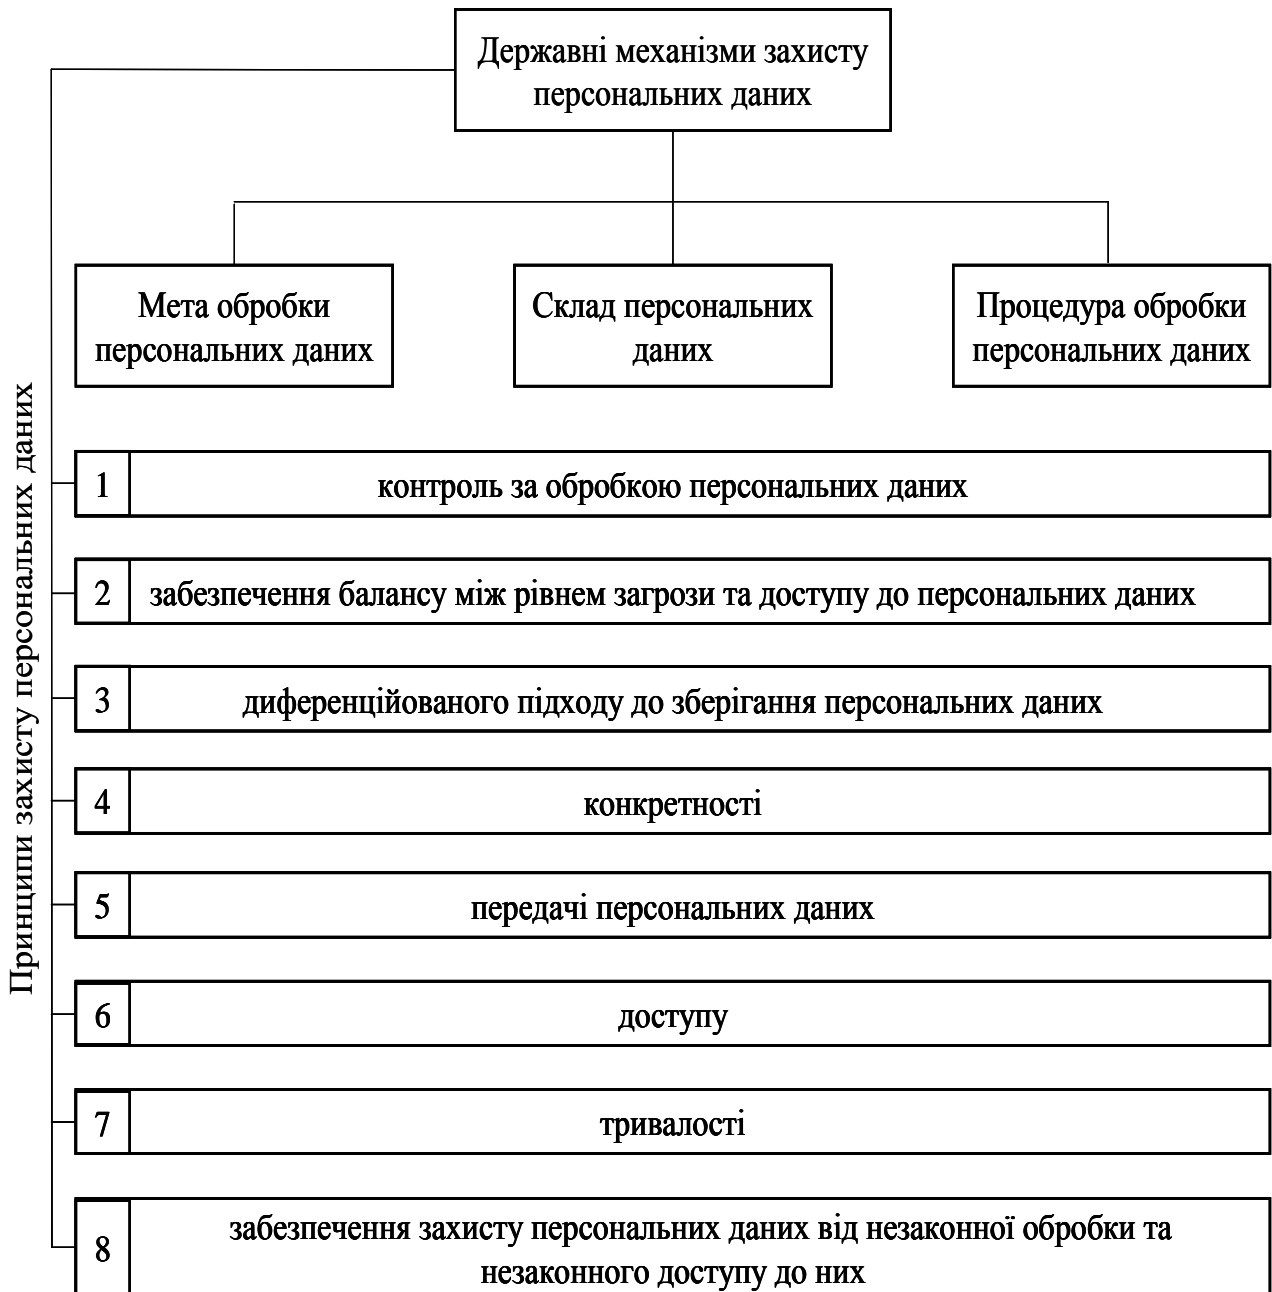 Державні механізми захисту
персональних даних
Мета обробки
персональних даних
Склад персональних
даних
Процедура обробки
персональних даних
Принципи захисту персональних даних
1 контроль за обробкою персональних даних
2 забезпечення балансу між рівнем загрози та доступу до персональних даних
3 диференційованого підходу до зберігання персональних даних
4 конкретності
5 передачі персональних даних
6 доступу
7 тривалості
8 забезпечення захисту персональних даних від незаконної обробки та
незаконного доступу до них